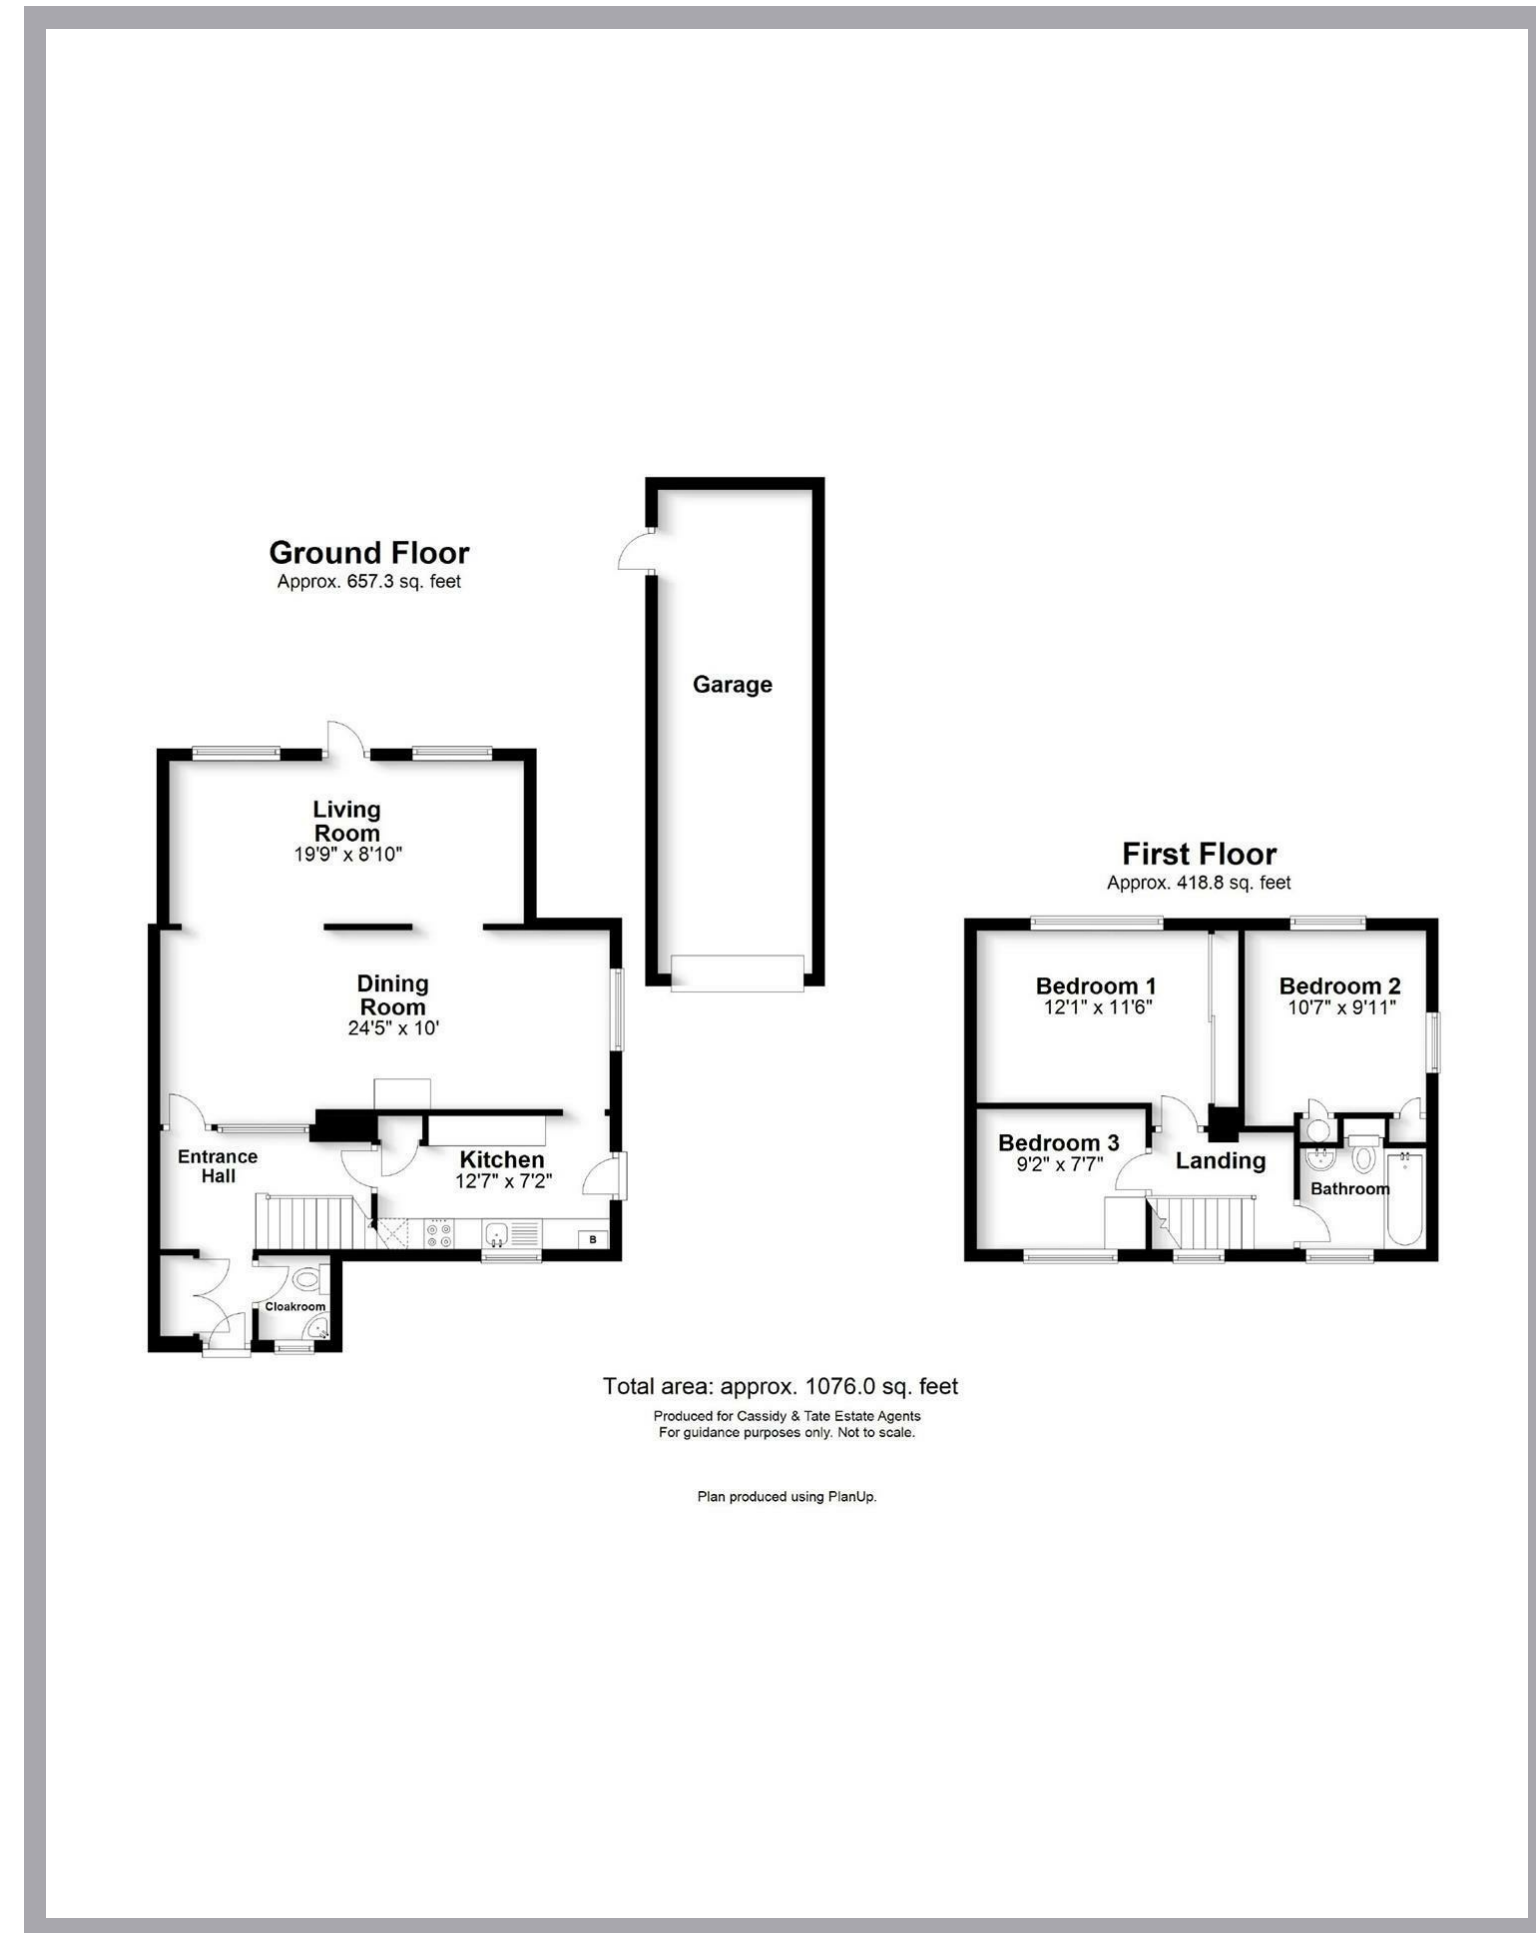 Ground Floor
Approx. 657.3 sq. feet
Garage
Living
Room
19'9" x 8'10"
Dining
Room
24'5" x 10'
Entrance
Hall
Kitchen
12'7" x 7'2"
B
Cloakroom
First Floor
Approx. 418.8 sq. feet
Bedroom 1
12'1" x 11'6"
Bedroom 2
10'7" x 9'11"
Bedroom 3
9'2" x 7'7"
Landing
Bathroom
Total area: approx. 1076.0 sq. feet
Produced for Cassidy & Tate Estate Agents
For guidance purposes only. Not to scale.
Plan produced using PlanUp.